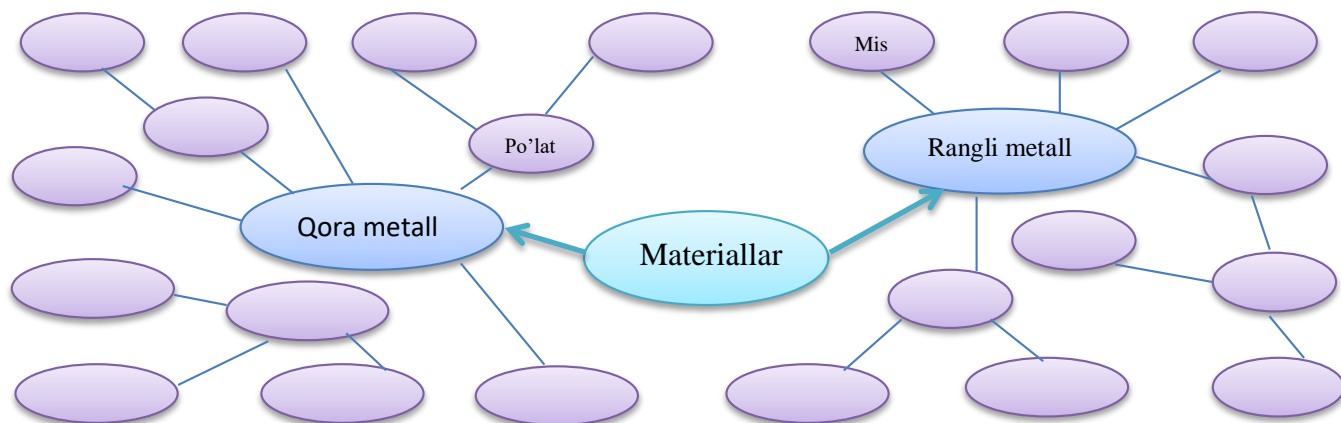 Mis
Po’lat
Rangli metall
Qora metall
Materiallar